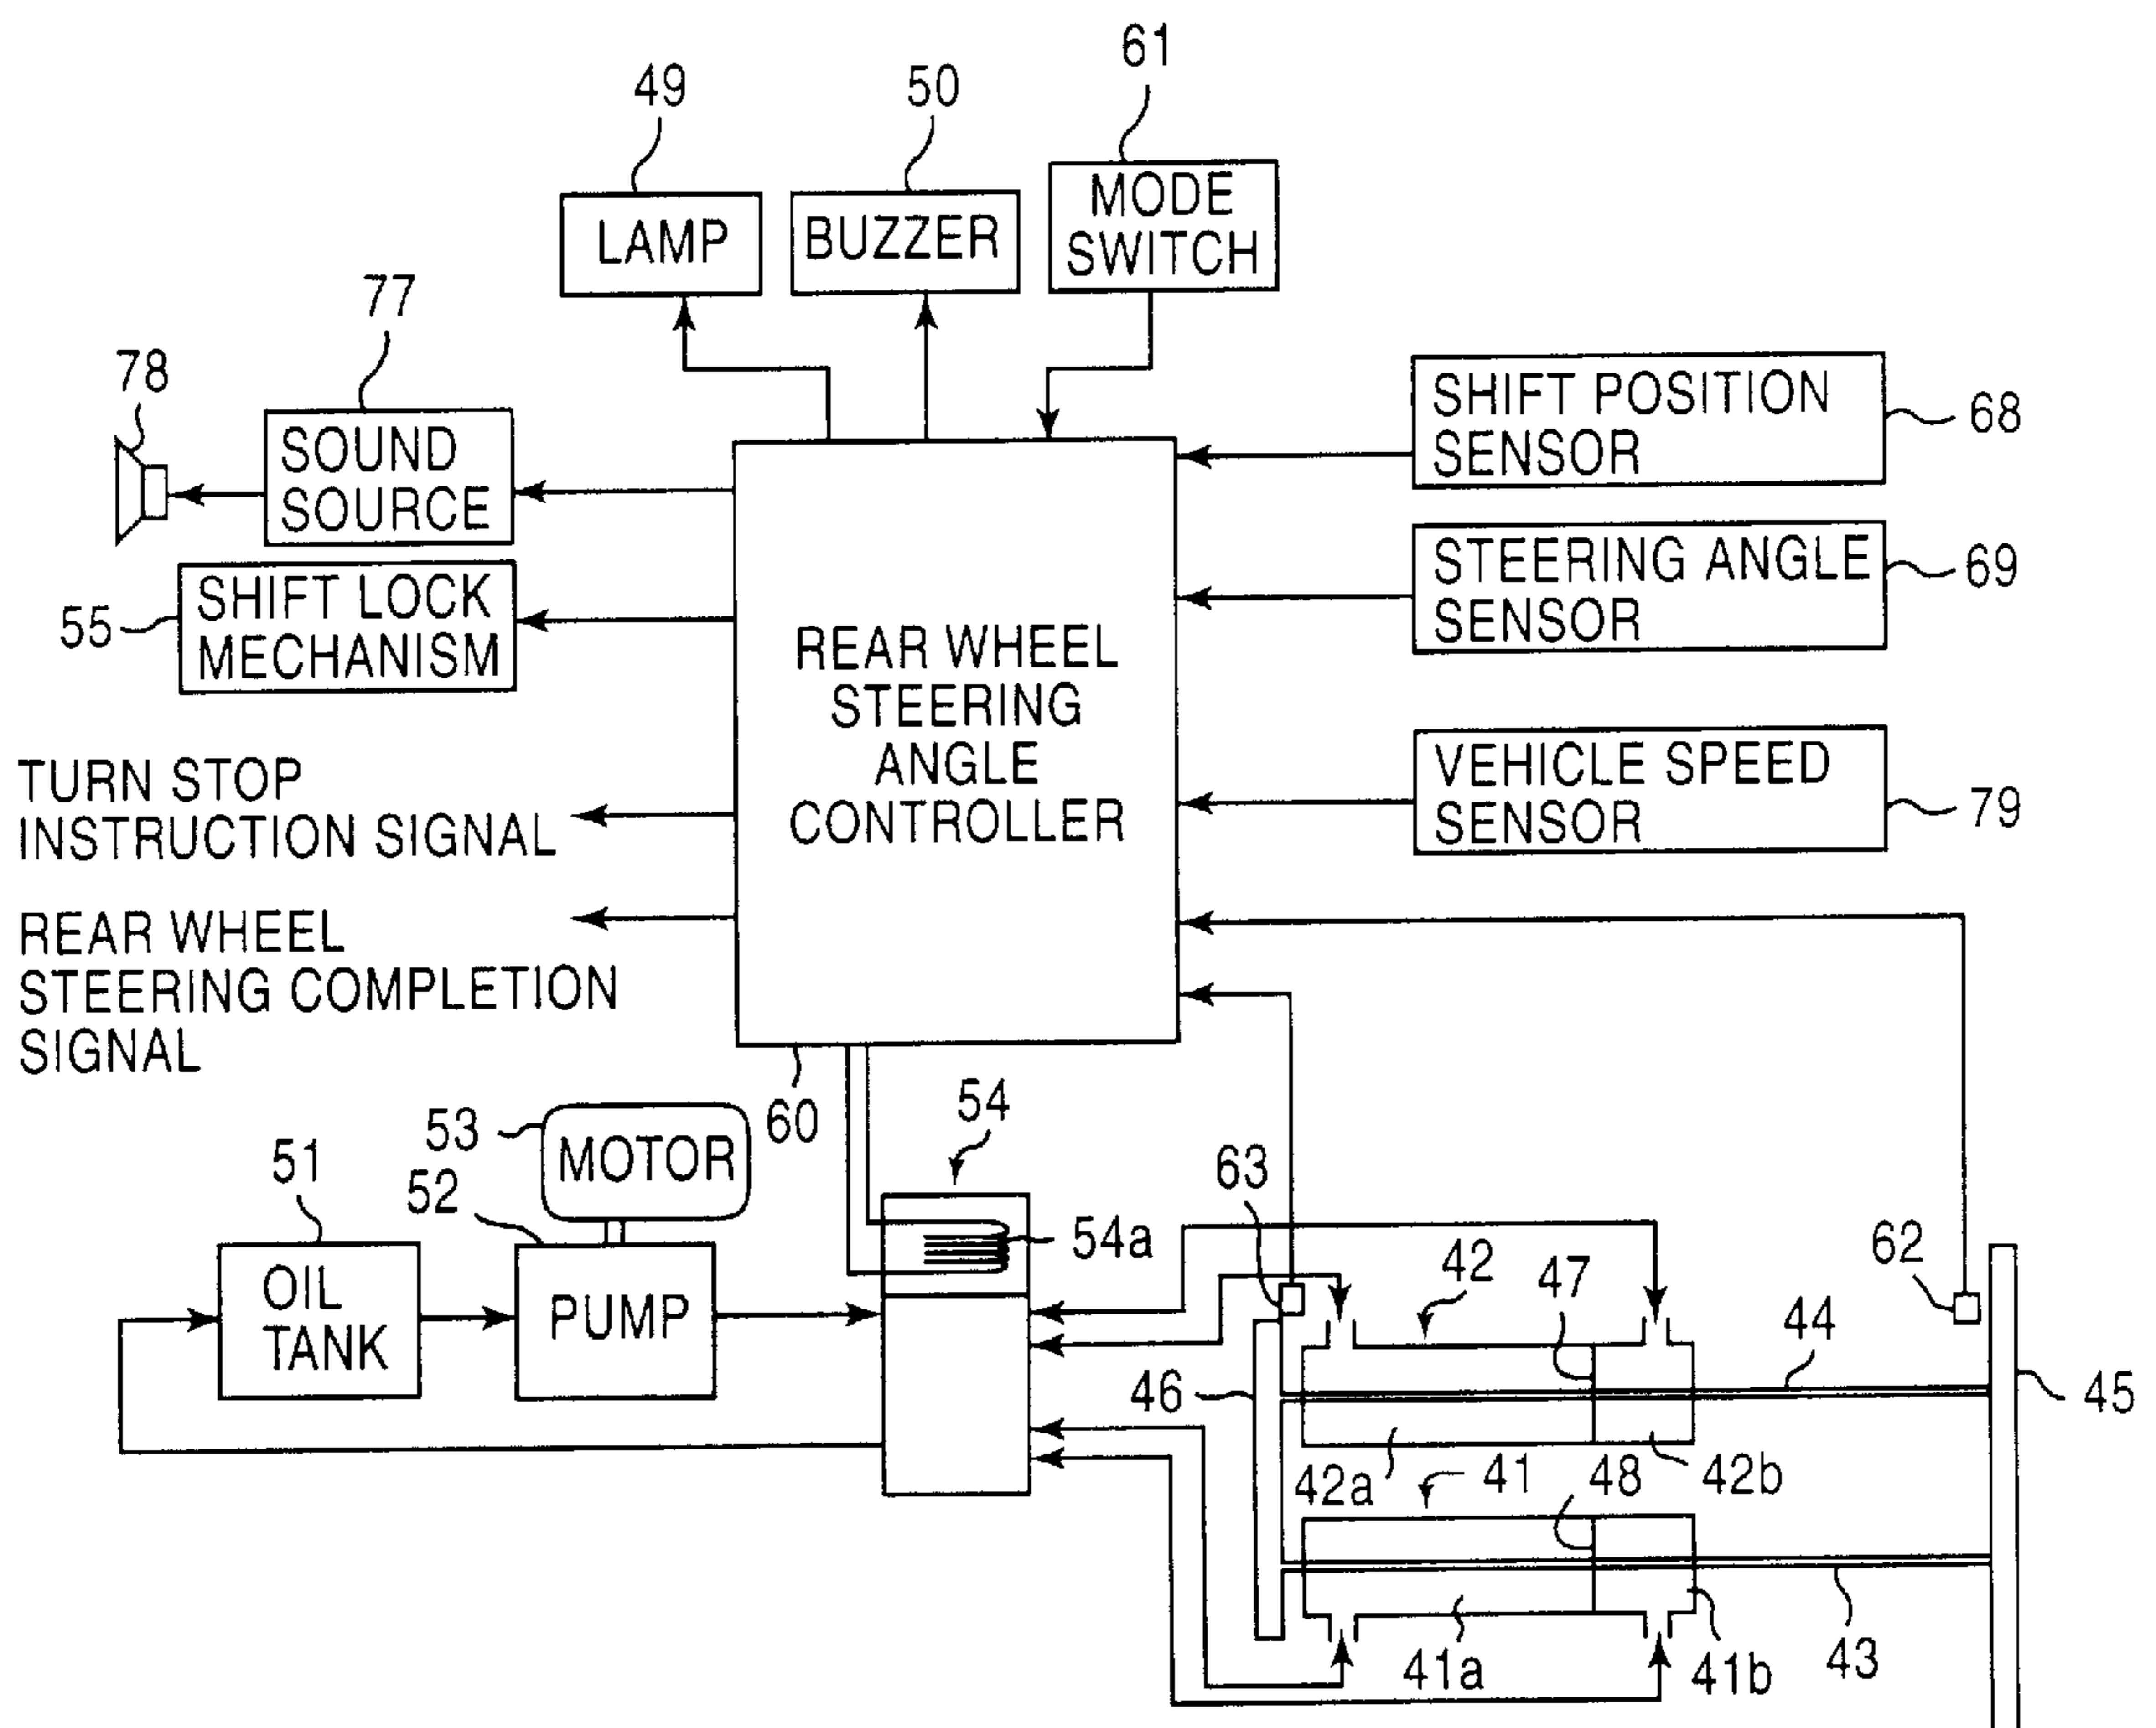 61
49
50
MODE
SWITCH
LAMP
BUZZER
77
78
SHIFT POSITION
SENSOR
68
SOUND
SOURCE
STEERING ANGLE
SENSOR
69
SHIFT LOCK
MECHANISM
55
REAR WHEEL
STEERING
ANGLE
CONTROLLER
VEHICLE SPEED
SENSOR
79
TURN STOP
INSTRUCTION SIGNAL
REAR WHEEL
STEERING COMPLETION
SIGNAL
60
54
53
MOTOR
51
52
63
54a
42
47
62
OIL
TANK
PUMP
44
46
45
42a
41
48
42b
41a
41b
43